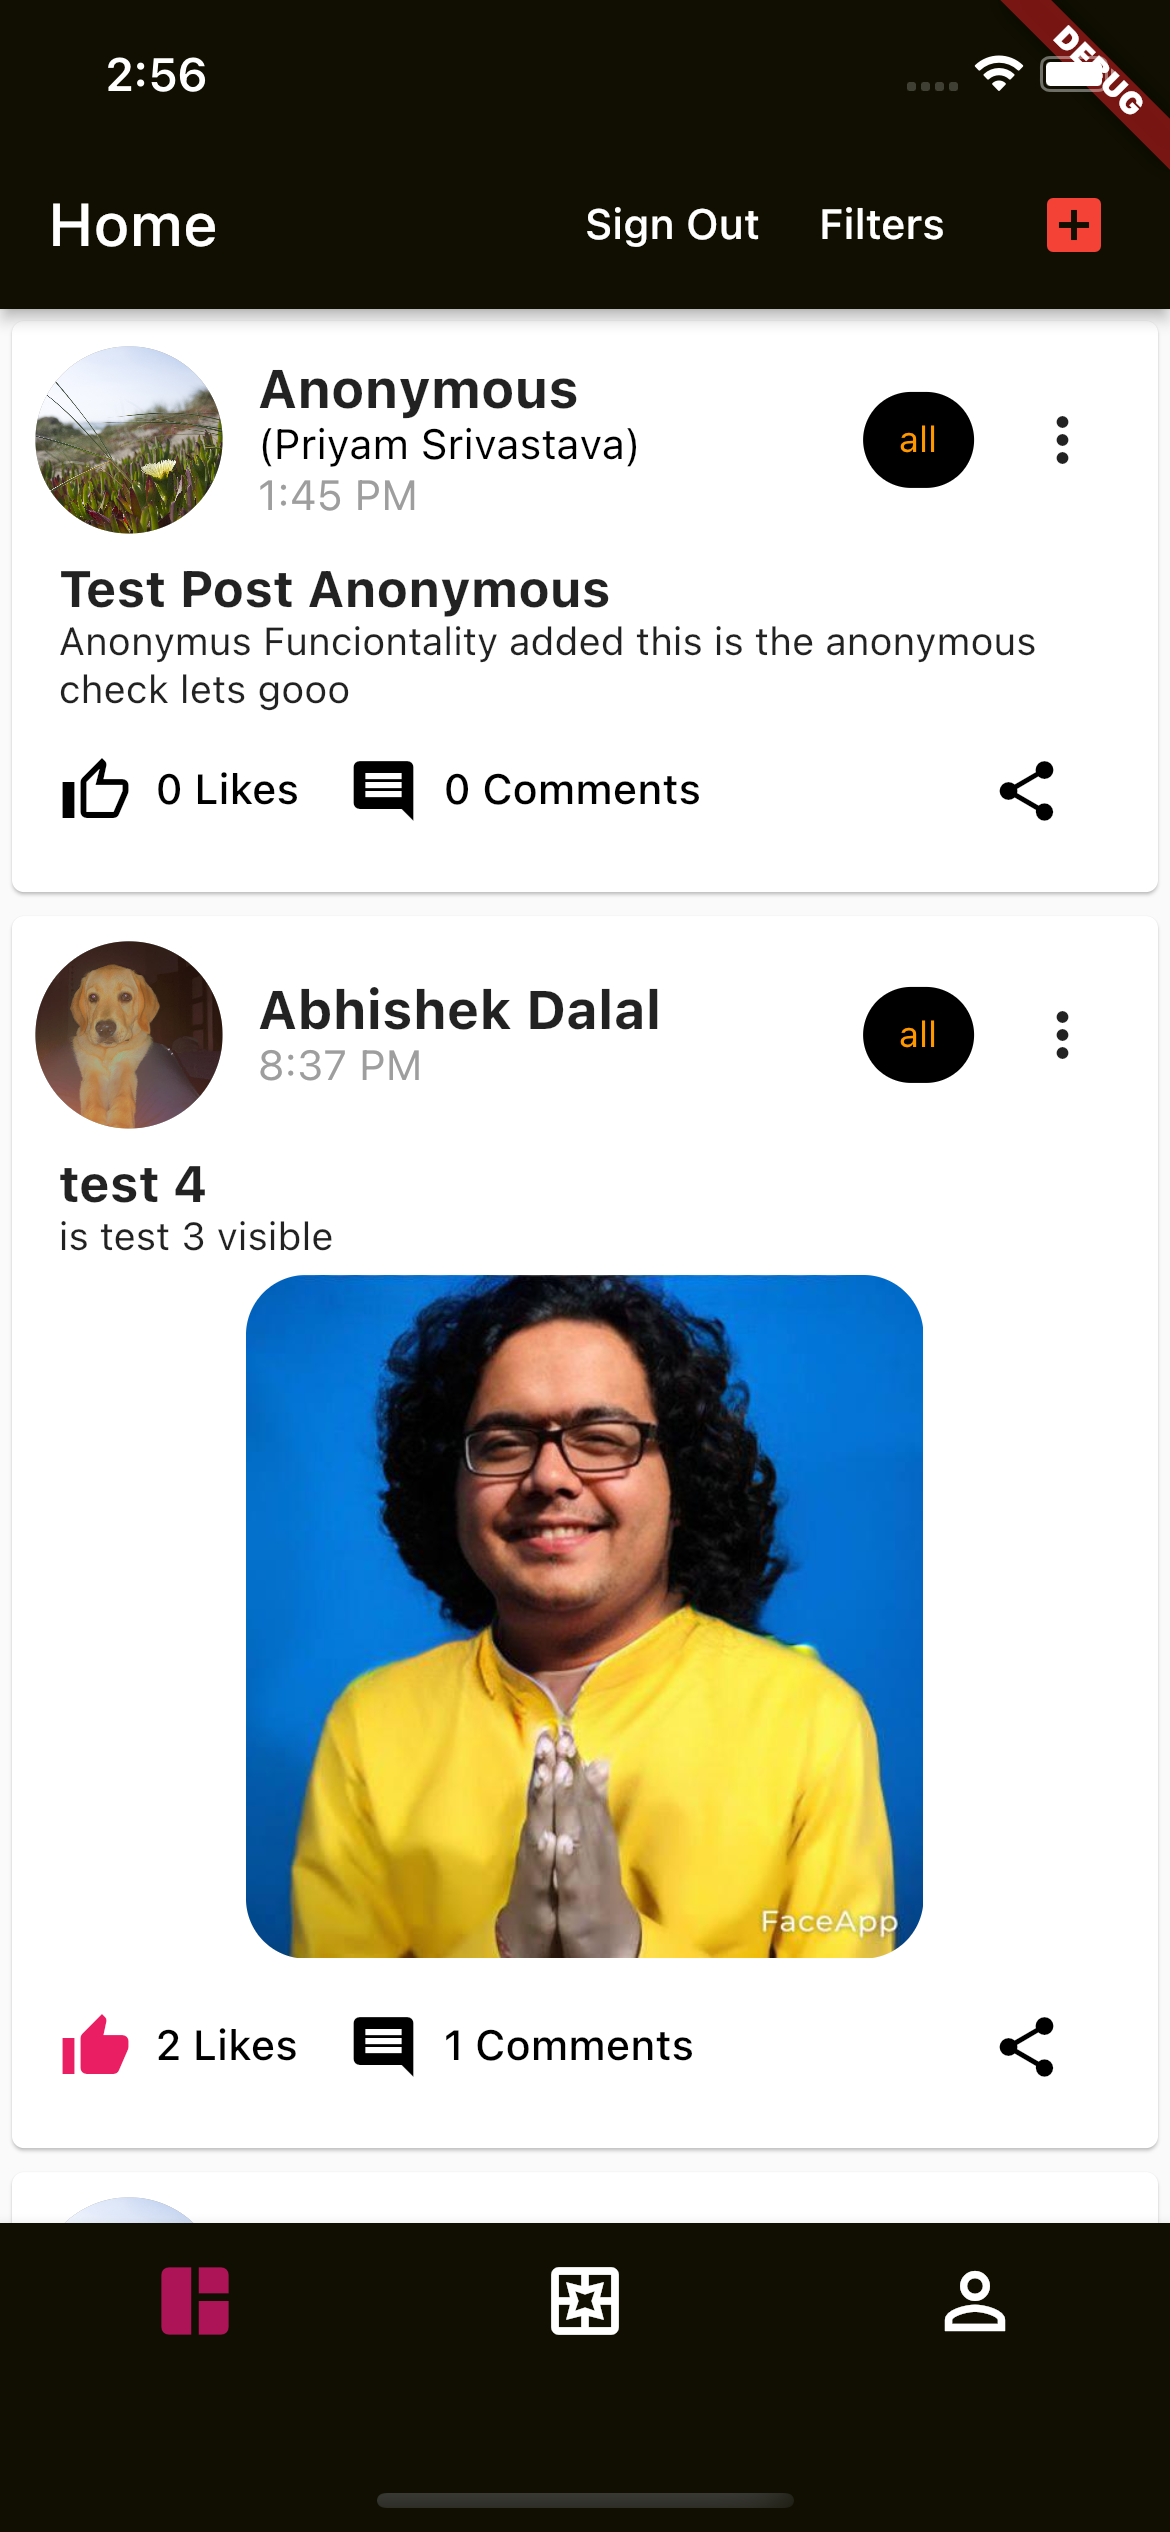 2:56
DEBUG
Home
Sign Out
Filters
Anonymous
(Priyam Srivastava)
1:45 PM
all
Test Post Anonymous
Anonymus Funciontality added this is the anonymous
check lets gooo
0 Likes
0 Comments
Abhishek Dalal
8:37 PM
all
test 4
is test 3 visible
FaceApp
2 Likes
1 Comments